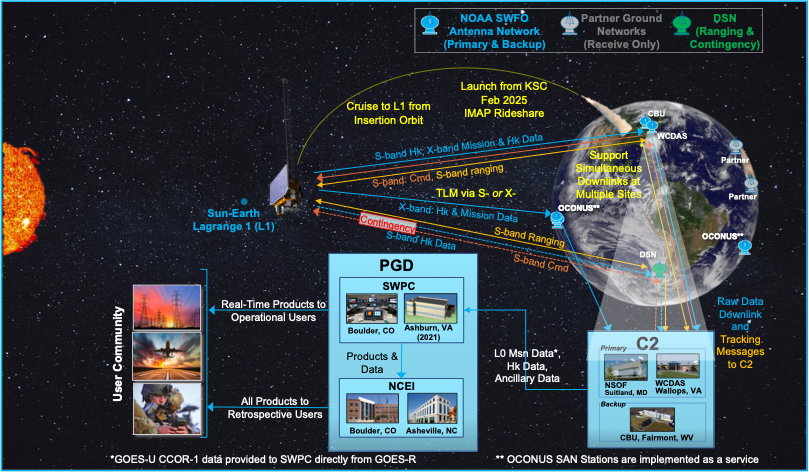 NOAA SWFO
Antenna Network
(Primary & Backup)
Partner Ground
Networks
(Receive Only)
DSN
(Ranging &
Contingency)
Launch from KSC
Feb 2025
IMAP Rideshare
Cruise to L1 from
Insertion Orbit
CBU
WCDAS
S-band Hk, X-band Mission & Hk Data
S-band: Cmd, S-band ranging
Support
Simultaneous
Downlinks at
Multiple Sites
Partner
Partner
TLM via S- or X-
X-band: Hk & Mission Data
OCONUS**
Sun-Earth
Lagrange 1 (L1)
Contingency
S-band Ranging
S-band Hk Data
S-band Cmd
OCONUS**
DSN
PGD
SWPC
Boulder, CO
Ashburn, VA
(2021)
Products &
Data
NCEI
Boulder, CO
Asheville, NC
User Community
Real-Time Products to
Operational Users
All Products to
Retrospective Users
L0 Msn Data*,
Hk Data,
Ancillary Data
Raw Data
Downlink
and
Tracking
Messages
to C2
Primary
C2
NSOF
Suitland, MD
WCDAS
Wallops, VA
Backup
CBU, Fairmont, WV
*GOES-U CCOR-1 data provided to SWPC directly from GOES-R
** OCONUS SAN Stations are implemented as a service